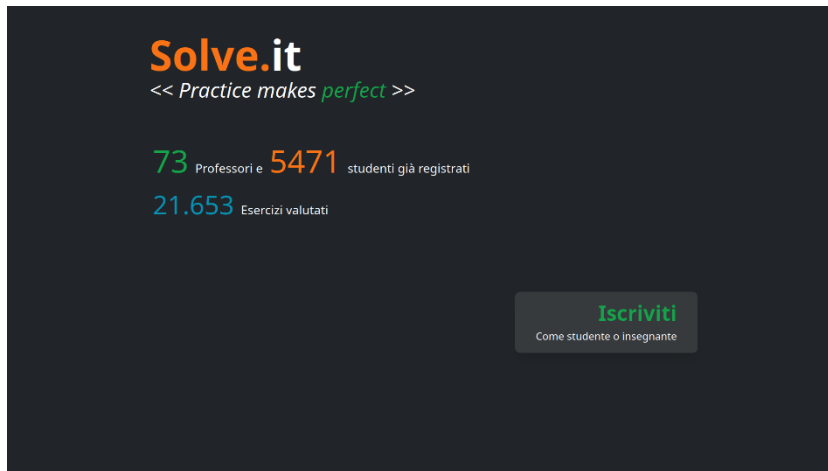 Solve.it
<< Practice makes perfect >>
73 Professori e 5471 studenti già registrati
21.653 Esercizi valutati
Iscriviti
Come studente o insegnante